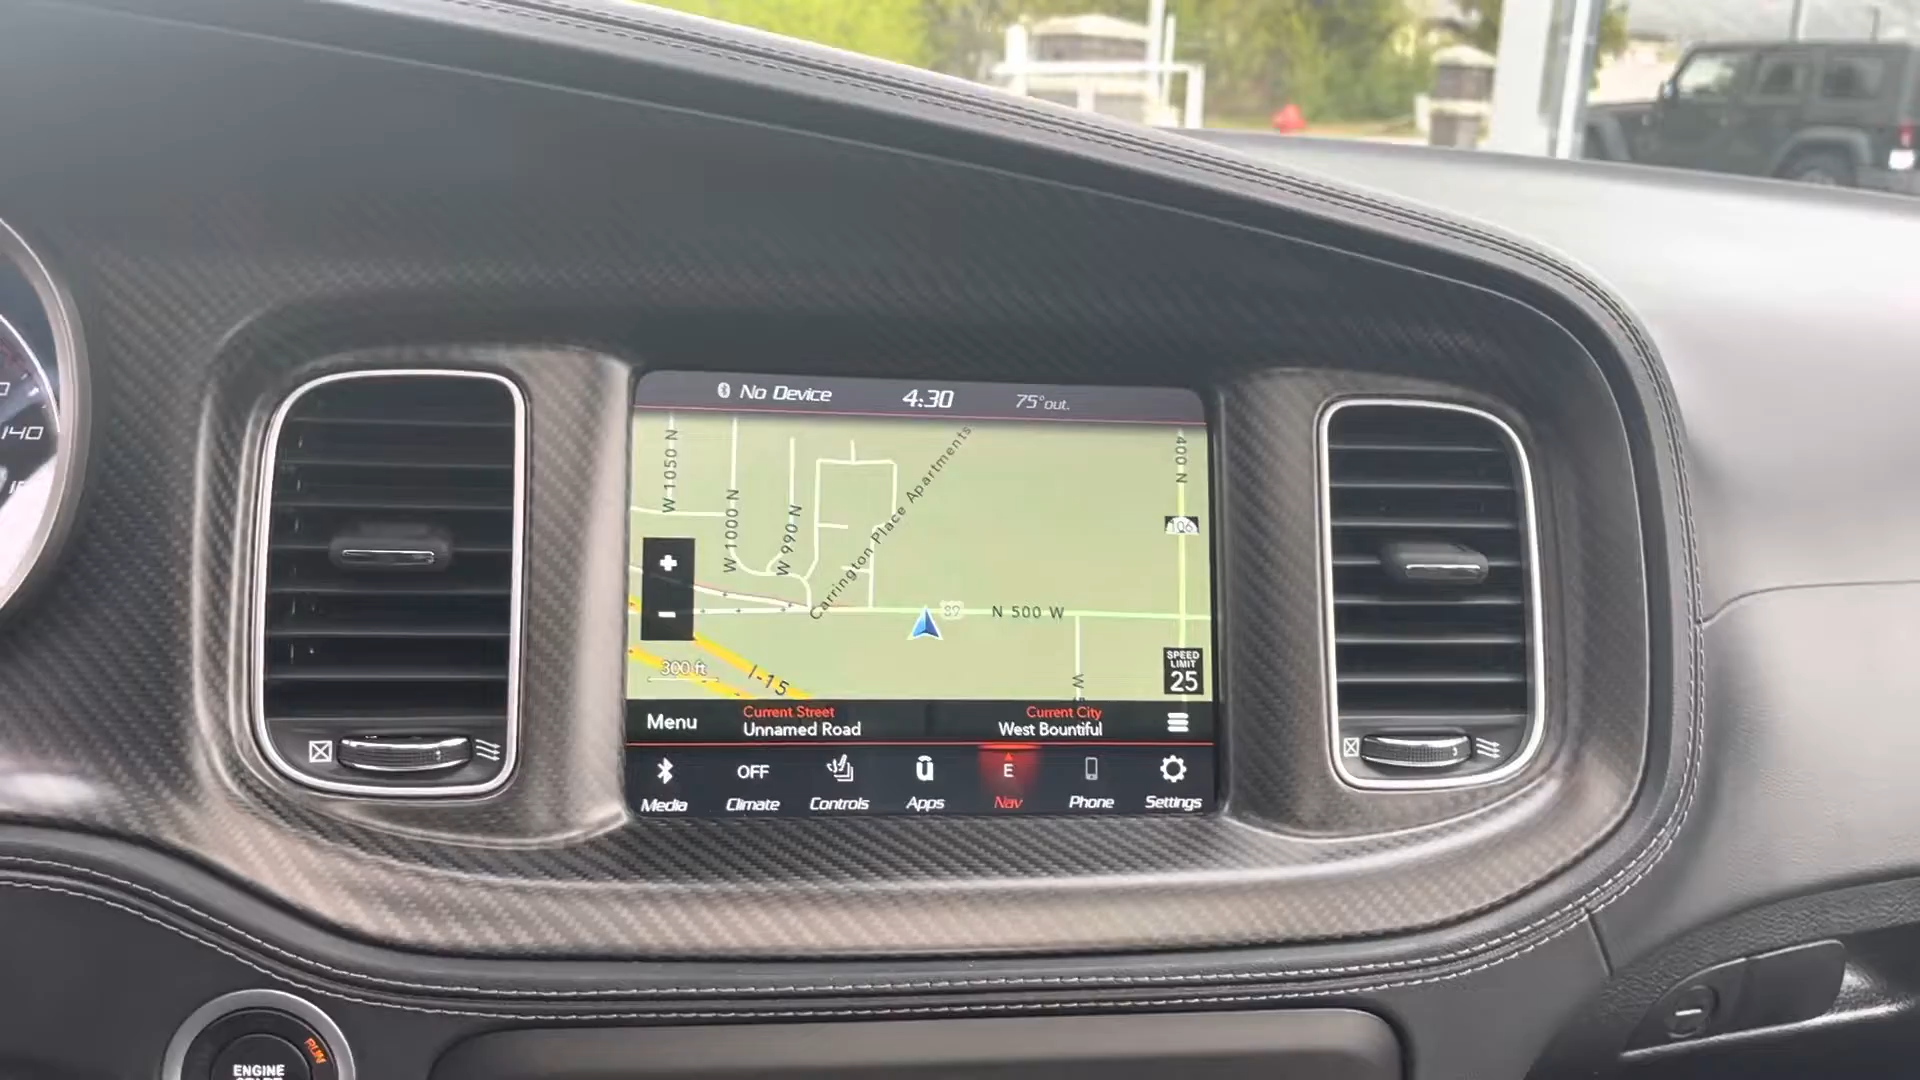 No Device
4:30
75° out.
W 1050 N
W 1000 N
W 990 N
Carrington Place Apartments
400 N
106
89
N 500 W
300 ft
I-15
SPEED
LIMIT
25
Menu
Current Street
Unnamed Road
Current City
West Bountiful
OFF
E
Media
Climate
Controls
Apps
Nav
Phone
Settings
140
RUN
ENGINE